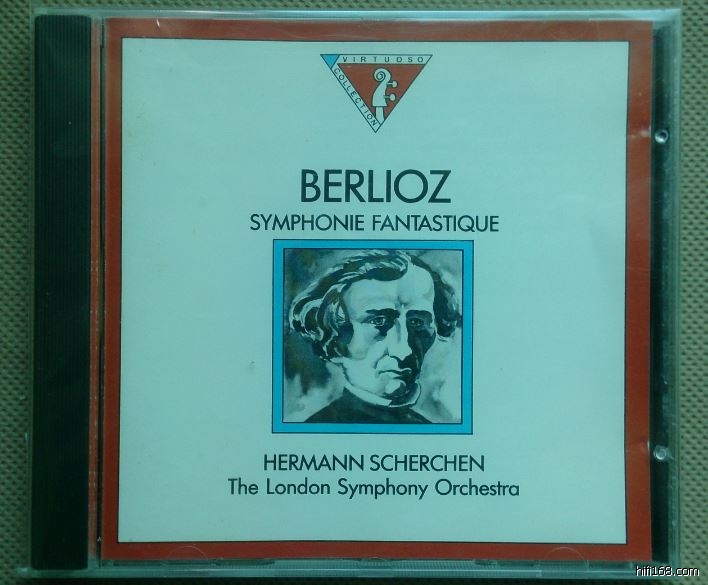 VIRTUOSO
COLLECTION
BERLIOZ
SYMPHONIE FANTASTIQUE
HERMANN SCHERCHEN
The London Symphony Orchestra
hifi168.com